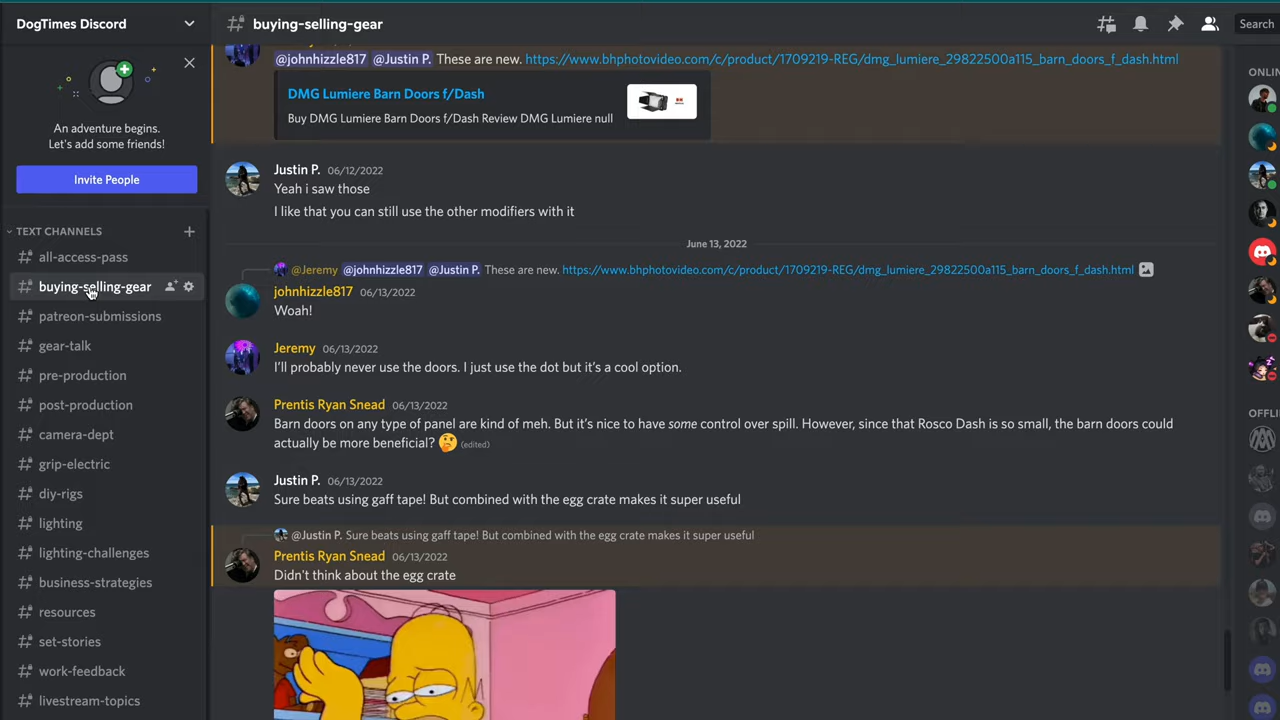 DogTimes Discord
An adventure begins.
Let's add some friends!
Invite People
TEXT CHANNELS
all-access-pass
buying-selling-gear
patreon-submissions
gear-talk
pre-production
post-production
camera-dept
grip-electric
diy-rigs
lighting
lighting-challenges
business-strategies
resources
set-stories
work-feedback
livestream-topics
buying-selling-gear
Search
@johnhizzle817 @Justin P. These are new. https://www.bhphotovideo.com/c/product/1709219-REG/dmg_lumiere_29822500a115_barn_doors_f_dash.html
DMG Lumiere Barn Doors f/Dash
Buy DMG Lumiere Barn Doors f/Dash Review DMG Lumiere null
Justin P. 06/12/2022
Yeah i saw those
I like that you can still use the other modifiers with it
June 13, 2022
@Jeremy @johnhizzle817 @Justin P. These are new. https://www.bhphotovideo.com/c/product/1709219-REG/dmg_lumiere_29822500a115_barn_doors_f_dash.html
johnhizzle817 06/13/2022
Woah!
Jeremy 06/13/2022
I'll probably never use the doors. I just use the dot but it's a cool option.
Prentis Ryan Snead 06/13/2022
Barn doors on any type of panel are kind of meh. But it's nice to have some control over spill. However, since that Rosco Dash is so small, the barn doors could
actually be more beneficial? 🤔 (edited)
Justin P. 06/13/2022
Sure beats using gaff tape! But combined with the egg crate makes it super useful
@Justin P. Sure beats using gaff tape! But combined with the egg crate makes it super useful
Prentis Ryan Snead 06/13/2022
Didn't think about the egg crate
ONLIN
OFFLI